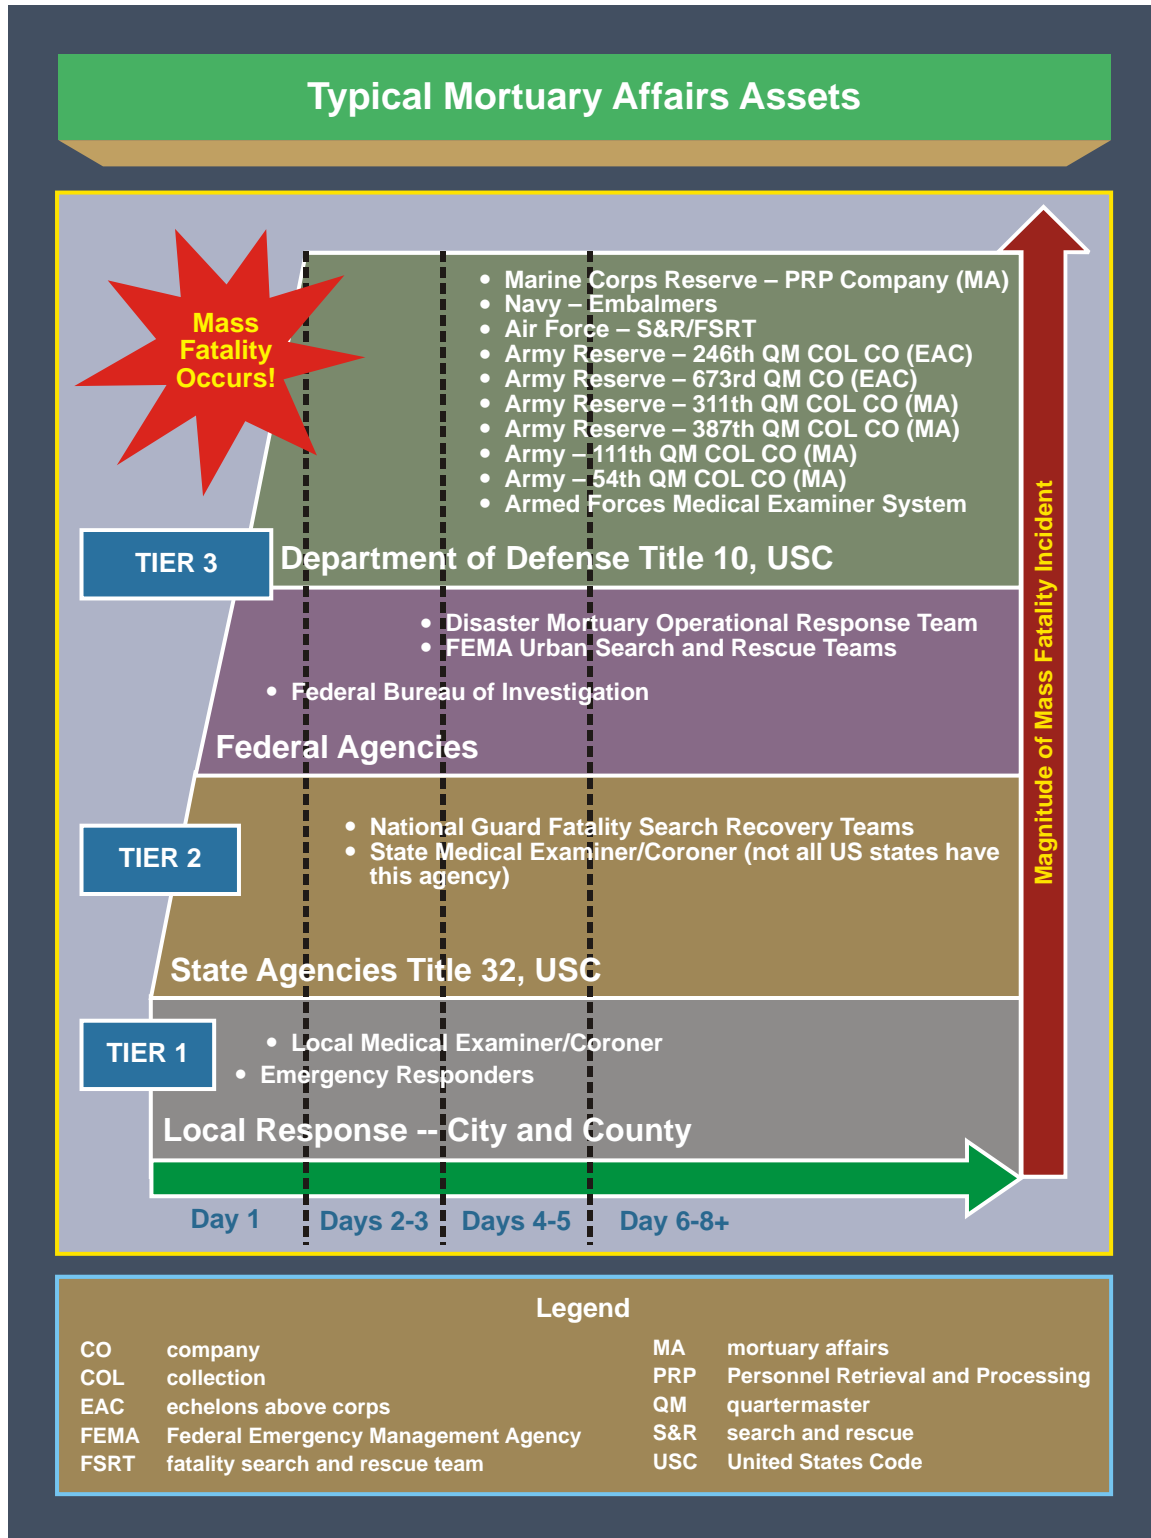 Typical Mortuary Affairs Assets
Mass
Fatality
Occurs!
• Marine Corps Reserve – PRP Company (MA)
• Navy – Embalmers
• Air Force – S&R/FSRT
• Army Reserve – 246th QM COL CO (EAC)
• Army Reserve – 673rd QM CO (EAC)
• Army Reserve – 311th QM COL CO (MA)
• Army Reserve – 387th QM COL CO (MA)
• Army – 111th QM COL CO (MA)
• Army – 54th QM COL CO (MA)
• Armed Forces Medical Examiner System
TIER 3
Department of Defense Title 10, USC
• Disaster Mortuary Operational Response Team
• FEMA Urban Search and Rescue Teams
• Federal Bureau of Investigation
Federal Agencies
TIER 2
• National Guard Fatality Search Recovery Teams
• State Medical Examiner/Coroner (not all US states have
this agency)
State Agencies Title 32, USC
TIER 1
• Local Medical Examiner/Coroner
• Emergency Responders
Local Response -- City and County
Magnitude of Mass Fatality Incident
Day 1 Days 2-3 Days 4-5 Day 6-8+
Legend
CO company
COL collection
EAC echelons above corps
FEMA Federal Emergency Management Agency
FSRT fatality search and rescue team
MA mortuary affairs
PRP Personnel Retrieval and Processing
QM quartermaster
S&R search and rescue
USC United States Code